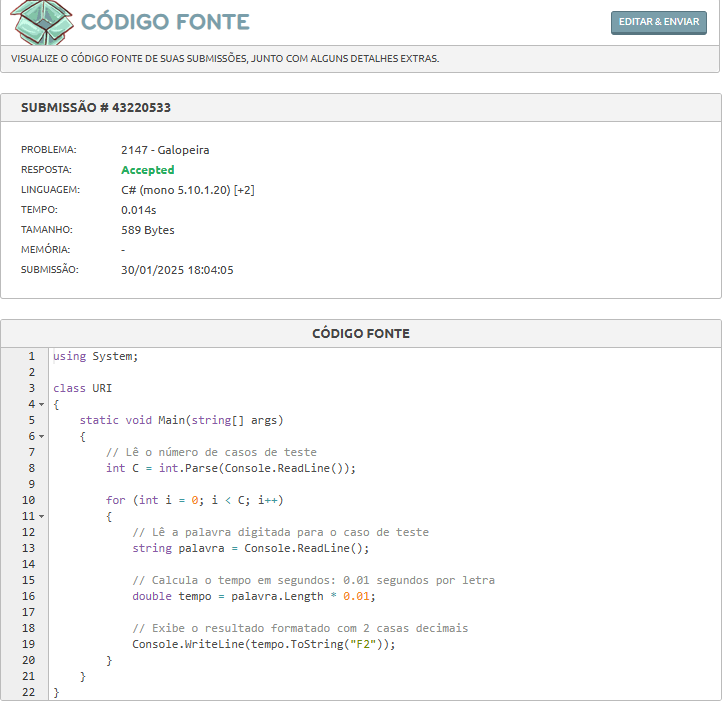 CÓDIGO FONTE
EDITAR & ENVIAR
VISUALIZE O CÓDIGO FONTE DE SUAS SUBMISSÕES, JUNTO COM ALGUNS DETALHES EXTRAS.
SUBMISSÃO # 43220533
PROBLEMA: 2147 - Galopeira
RESPOSTA: Accepted
LINGUAGEM: C# (mono 5.10.1.20) [+2]
TEMPO: 0.014s
TAMANHO: 589 Bytes
MEMÓRIA: -
SUBMISSÃO: 30/01/2025 18:04:05
CÓDIGO FONTE
1 using System;
2
3 class URI
4 {
5     static void Main(string[] args)
6     {
7         // Lê o número de casos de teste
8         int C = int.Parse(Console.ReadLine());
9
10         for (int i = 0; i < C; i++)
11         {
12             // Lê a palavra digitada para o caso de teste
13             string palavra = Console.ReadLine();
14
15             // Calcula o tempo em segundos: 0.01 segundos por letra
16             double tempo = palavra.Length * 0.01;
17
18             // Exibe o resultado formatado com 2 casas decimais
19             Console.WriteLine(tempo.ToString("F2"));
20         }
21     }
22 }